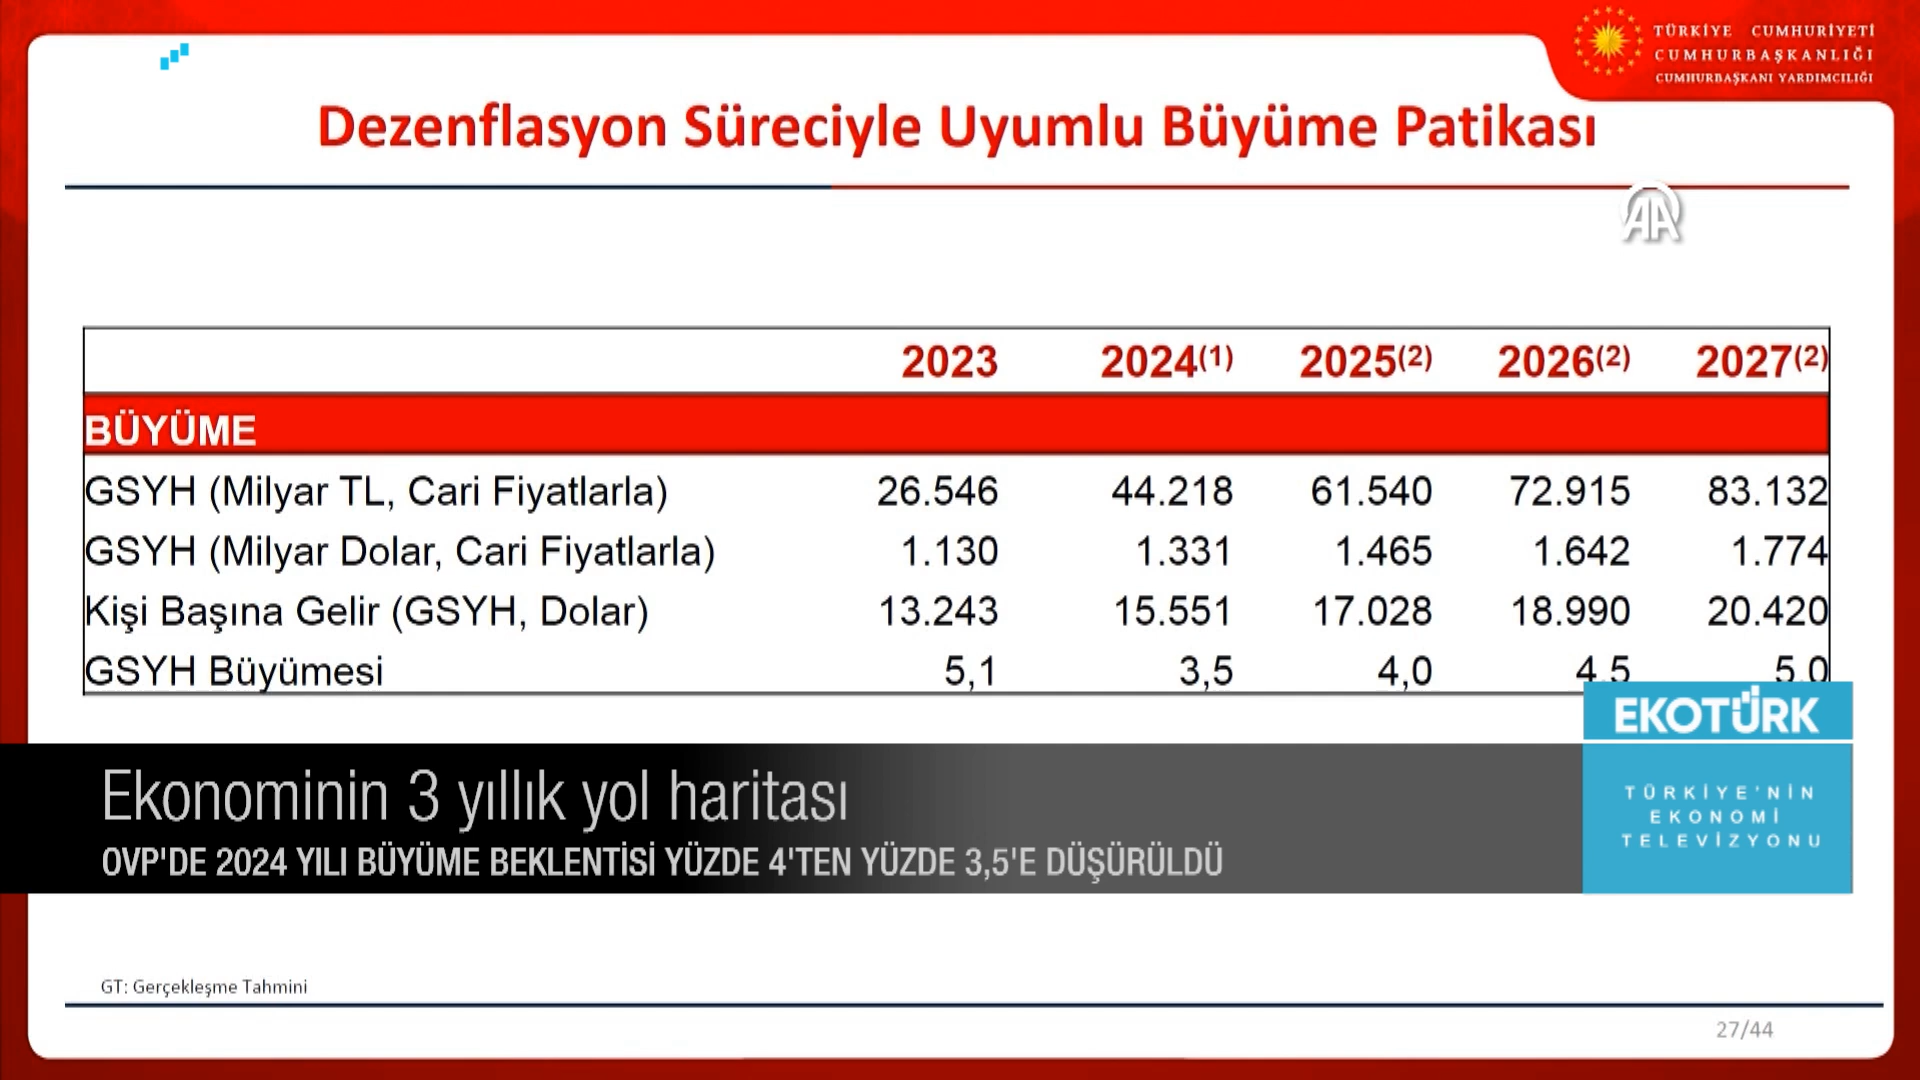 TÜRKİYE CUMHURİYETİ
CUMHURBAŞKANLIĞI
CUMHURBAŞKANI YARDIMCILIĞI
Dezenflasyon Süreciyle Uyumlu Büyüme Patikası
AA
2023 2024(1) 2025(2) 2026(2) 2027(2)
BÜYÜME
GSYH (Milyar TL, Cari Fiyatlarla) 26.546 44.218 61.540 72.915 83.132
GSYH (Milyar Dolar, Cari Fiyatlarla) 1.130 1.331 1.465 1.642 1.774
Kişi Başına Gelir (GSYH, Dolar) 13.243 15.551 17.028 18.990 20.420
GSYH Büyümesi 5,1 3,5 4,0 4,5 5,0
EKOTÜRK
TÜRKİYE'NİN
EKONOMİ
TELEVİZYONU
Ekonominin 3 yıllık yol haritası
OVP'DE 2024 YILI BÜYÜME BEKLENTİSİ YÜZDE 4'TEN YÜZDE 3,5'E DÜŞÜRÜLDÜ
GT: Gerçekleşme Tahmini
27/44